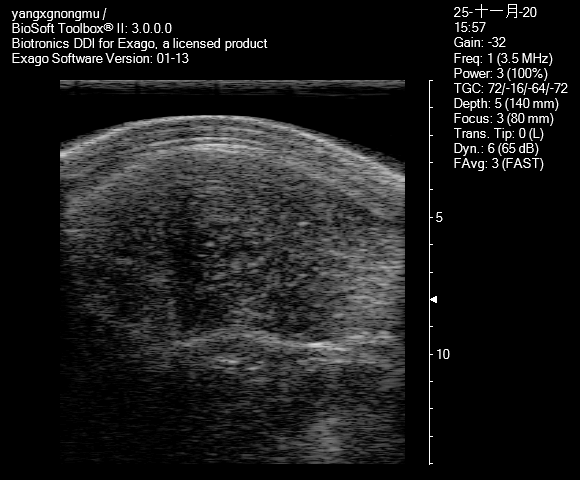 yangxgnongmu /
BioSoft Toolbox® II: 3.0.0.0
Biotronics DDI for Exago, a licensed product
Exago Software Version: 01-13
25-十一月-20
15:57
Gain: -32
Freq: 1 (3.5 MHz)
Power: 3 (100%)
TGC: 72/-16/-64/-72
Depth: 5 (140 mm)
Focus: 3 (80 mm)
Trans. Tip: 0 (L)
Dyn.: 6 (65 dB)
FAvg: 3 (FAST)
5
10